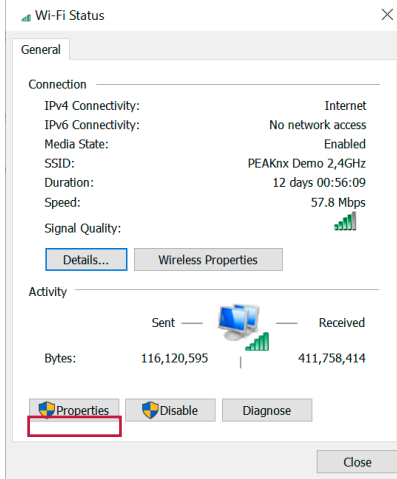 Wi-Fi Status
General
Connection
IPv4 Connectivity: Internet
IPv6 Connectivity: No network access
Media State: Enabled
SSID: PEAKnx Demo 2,4GHz
Duration: 12 days 00:56:09
Speed: 57.8 Mbps
Signal Quality:
Details... Wireless Properties
Activity
Sent Received
Bytes: 116,120,595 411,758,414
Properties Disable Diagnose
Close